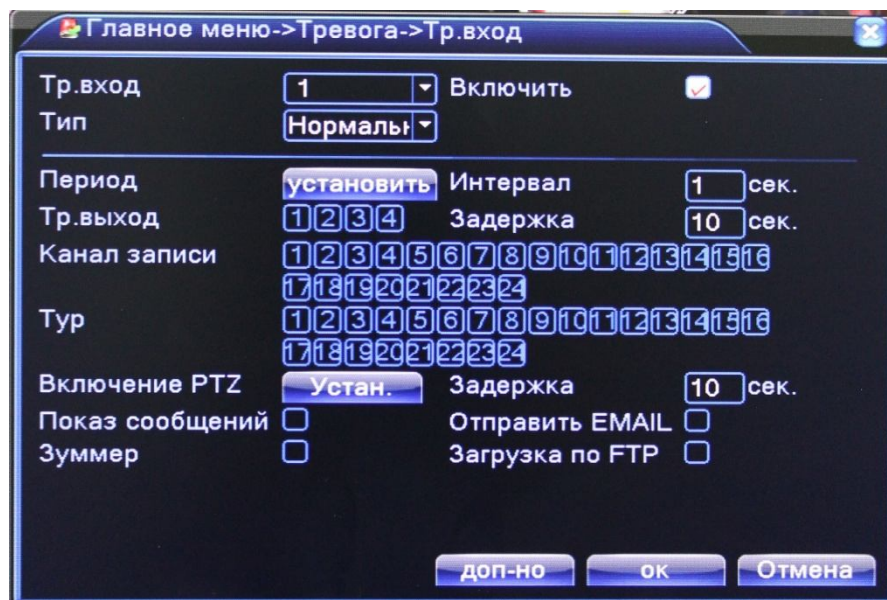 Главное меню->Тревога->Тр.вход
Тр.вход 1 Включить
Тип Нормальн
Период установить Интервал 1 сек.
Тр.выход 1 2 3 4 Задержка 10 сек.
Канал записи 1 2 3 4 5 6 7 8 9 10 11 12 13 14 15 16
17 18 19 20 21 22 23 24
Тур 1 2 3 4 5 6 7 8 9 10 11 12 13 14 15 16
17 18 19 20 21 22 23 24
Включение PTZ Устан. Задержка 10 сек.
Показ сообщений Отправить EMAIL
Зуммер Загрузка по FTP
доп-но ок Отмена